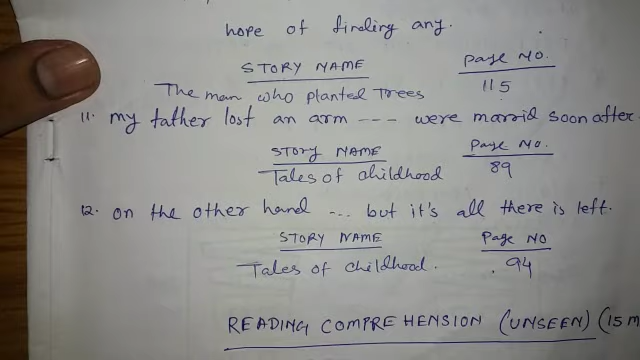 hope of finding any.
STORY NAME Page NO.
The man who planted Trees 115
11. my father lost an arm --- were marrid soon after.
STORY NAME Page No.
Tales of childhood 89
12. on the other hand ... but it's all there is left.
STORY NAME Page NO
Tales of childhood. 94
READING COMPREHENSION (UNSEEN) (15 M